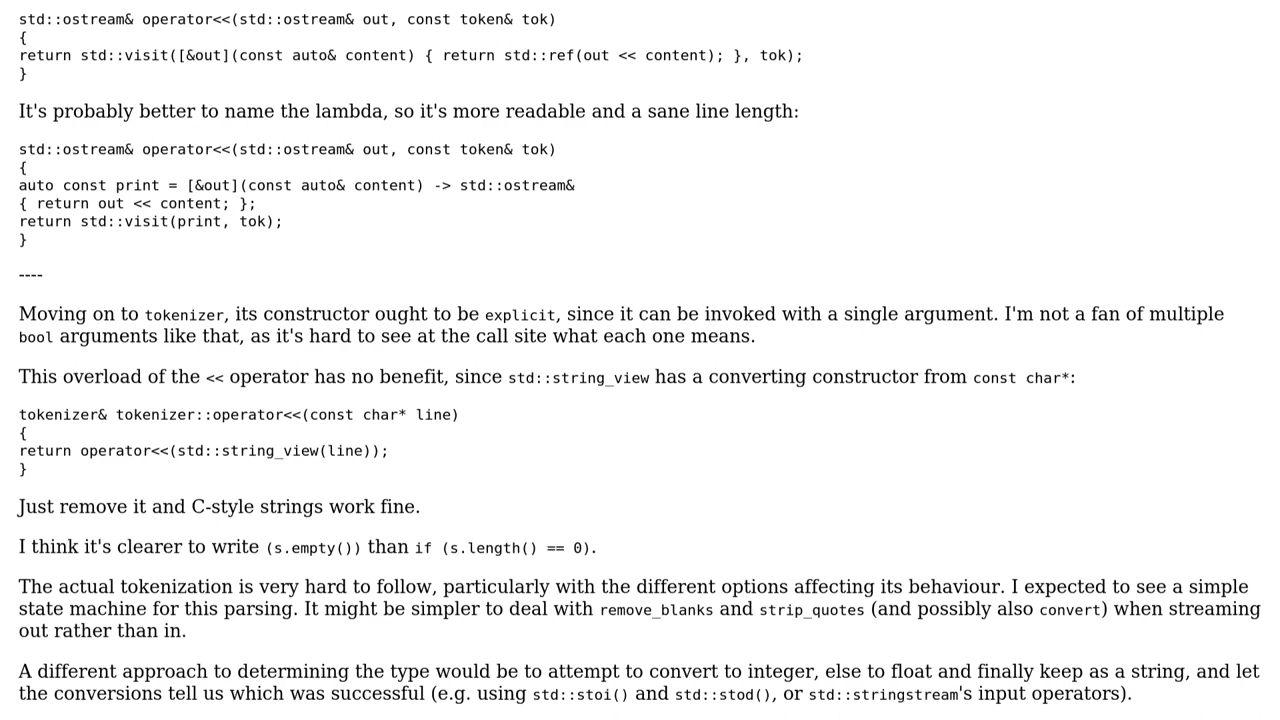 std::ostream& operator<<(std::ostream& out, const token& tok)
{
return std::visit([&out](const auto& content) { return std::ref(out << content); }, tok);
}
It's probably better to name the lambda, so it's more readable and a sane line length:
std::ostream& operator<<(std::ostream& out, const token& tok)
{
auto const print = [&out](const auto& content) -> std::ostream&
{ return out << content; };
return std::visit(print, tok);
}
----
Moving on to tokenizer, its constructor ought to be explicit, since it can be invoked with a single argument. I'm not a fan of multiple
bool arguments like that, as it's hard to see at the call site what each one means.
This overload of the << operator has no benefit, since std::string_view has a converting constructor from const char*:
tokenizer& tokenizer::operator<<(const char* line)
{
return operator<<(std::string_view(line));
}
Just remove it and C-style strings work fine.
I think it's clearer to write (s.empty()) than if (s.length() == 0).
The actual tokenization is very hard to follow, particularly with the different options affecting its behaviour. I expected to see a simple
state machine for this parsing. It might be simpler to deal with remove_blanks and strip_quotes (and possibly also convert) when streaming
out rather than in.
A different approach to determining the type would be to attempt to convert to integer, else to float and finally keep as a string, and let
the conversions tell us which was successful (e.g. using std::stoi() and std::stod(), or std::stringstream's input operators).